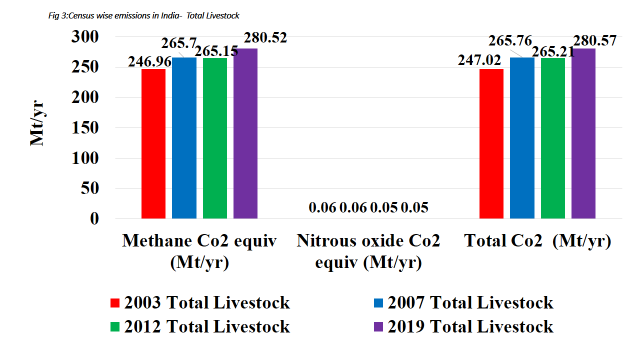 Fig 3:Census wise emissions in India- Total Livestock
300
250
200
150
100
50
0
Mt/yr
246.96
265.7
265.15
280.52
0.06 0.06 0.05 0.05
247.02
265.76
265.21
280.57
Methane Co2 equiv
(Mt/yr)
Nitrous oxide Co2
equiv (Mt/yr)
Total Co2 (Mt/yr)
2003 Total Livestock
2007 Total Livestock
2012 Total Livestock
2019 Total Livestock